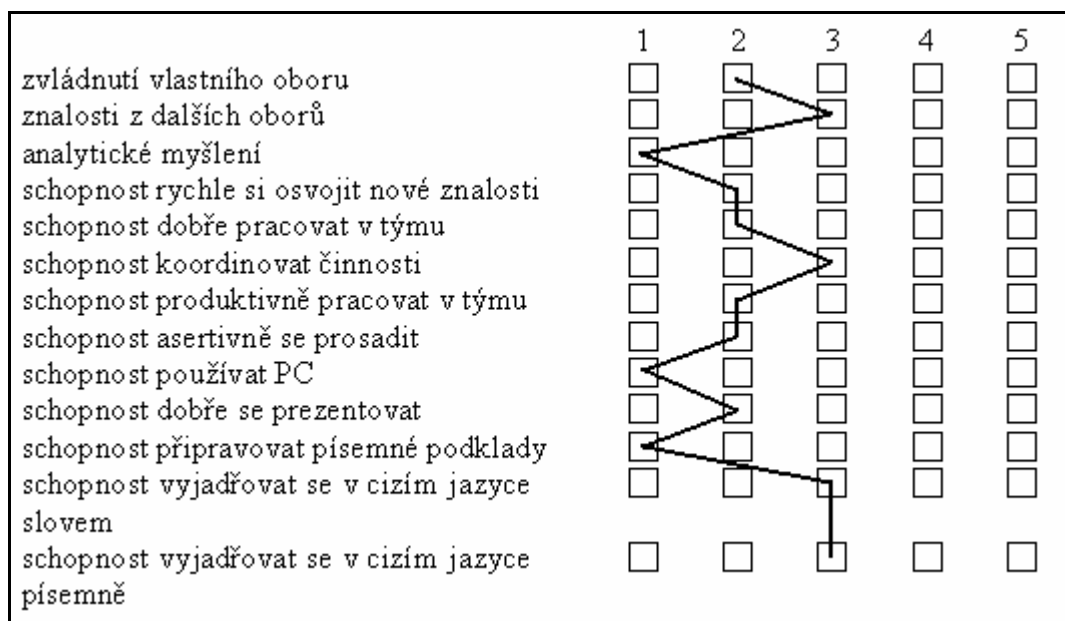 1 2 3 4 5
zvládnutí vlastního oboru
znalosti z dalších oborů
analytické myšlení
schopnost rychle si osvojit nové znalosti
schopnost dobře pracovat v týmu
schopnost koordinovat činnosti
schopnost produktivně pracovat v týmu
schopnost asertivně se prosadit
schopnost používat PC
schopnost dobře se prezentovat
schopnost připravovat písemné podklady
schopnost vyjadřovat se v cizím jazyce
slovem
schopnost vyjadřovat se v cizím jazyce
písemně